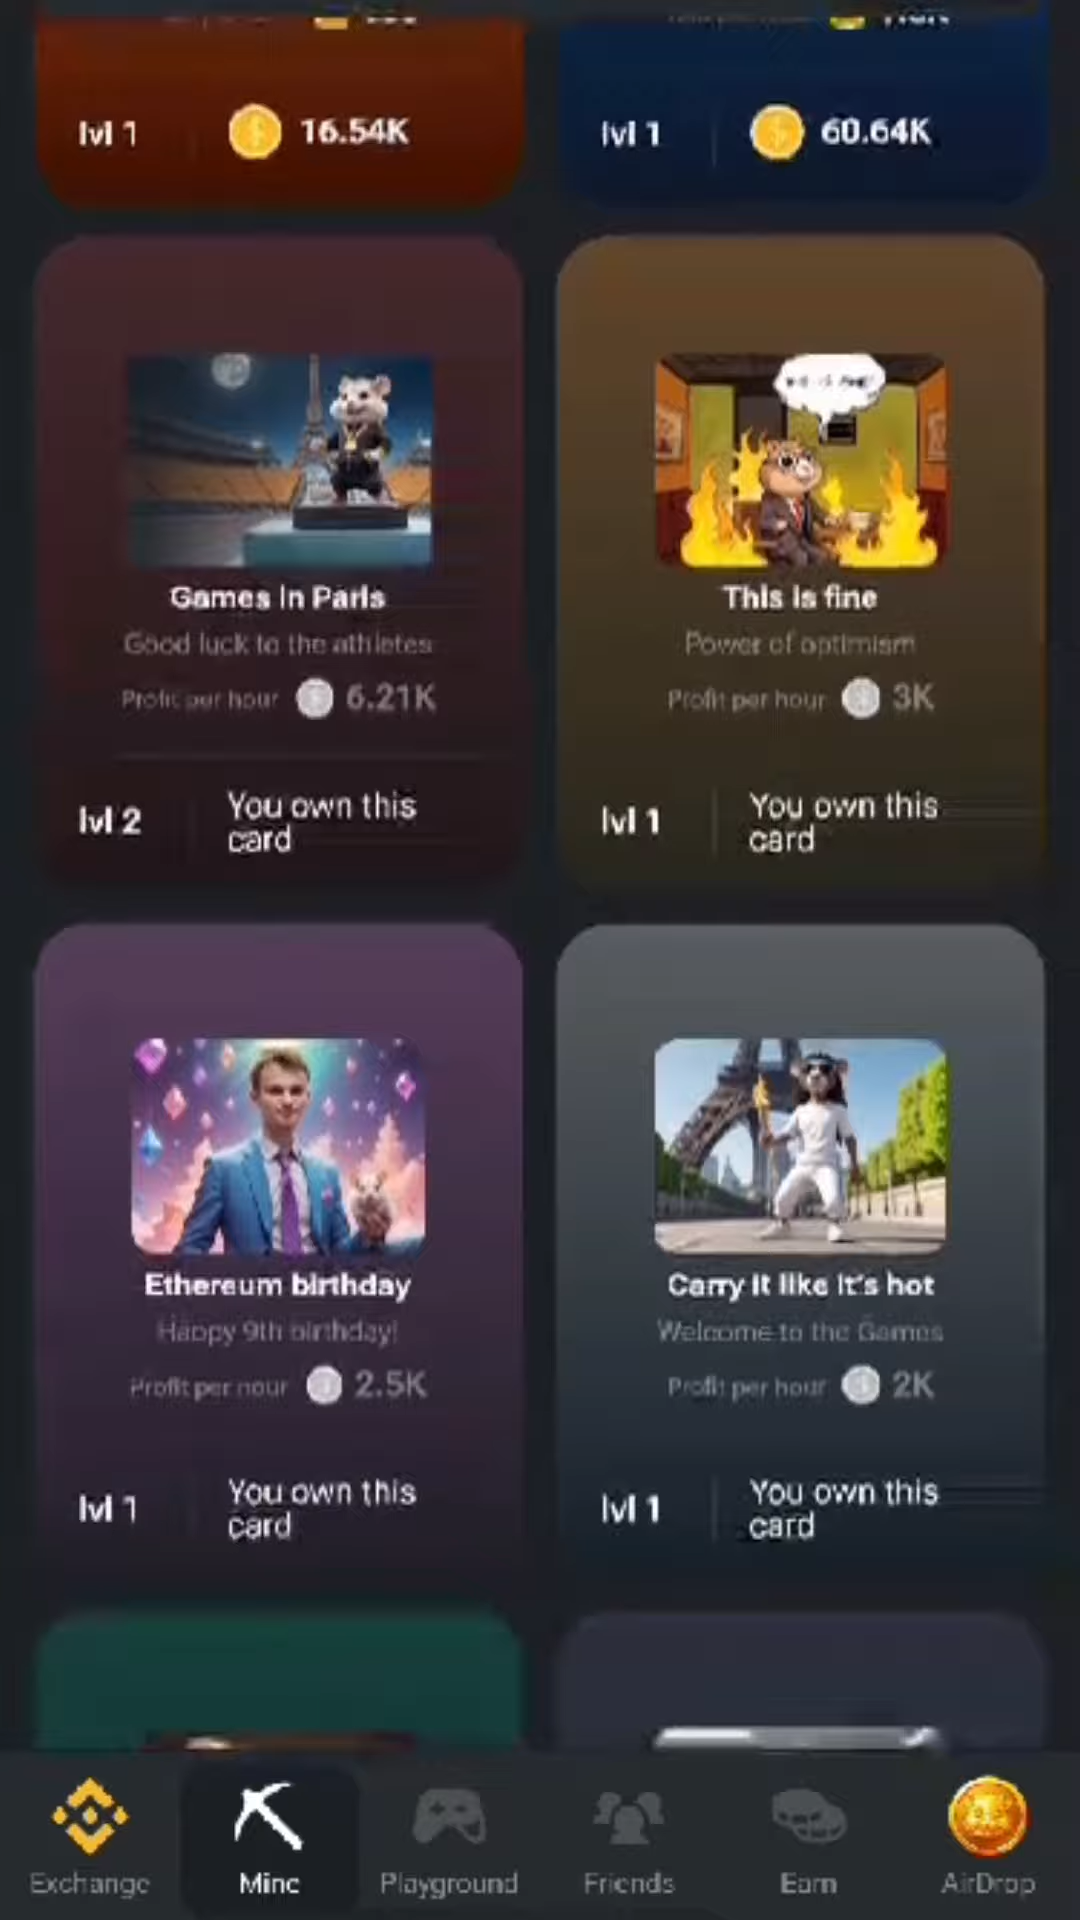 lvl 1 16.54K
lvl 1 60.64K
Games in Paris
Good luck to the athletes
Profit per hour 6.21K
lvl 2 You own this
card
This is fine
Power of optimism
Profit per hour 3K
lvl 1 You own this
card
Ethereum birthday
Happy 9th birthday!
Profit per hour 2.5K
lvl 1 You own this
card
Carry it like it's hot
Welcome to the Games
Profit per hour 2K
lvl 1 You own this
card
Exchange
Mine
Playground
Friends
Earn
AirDrop